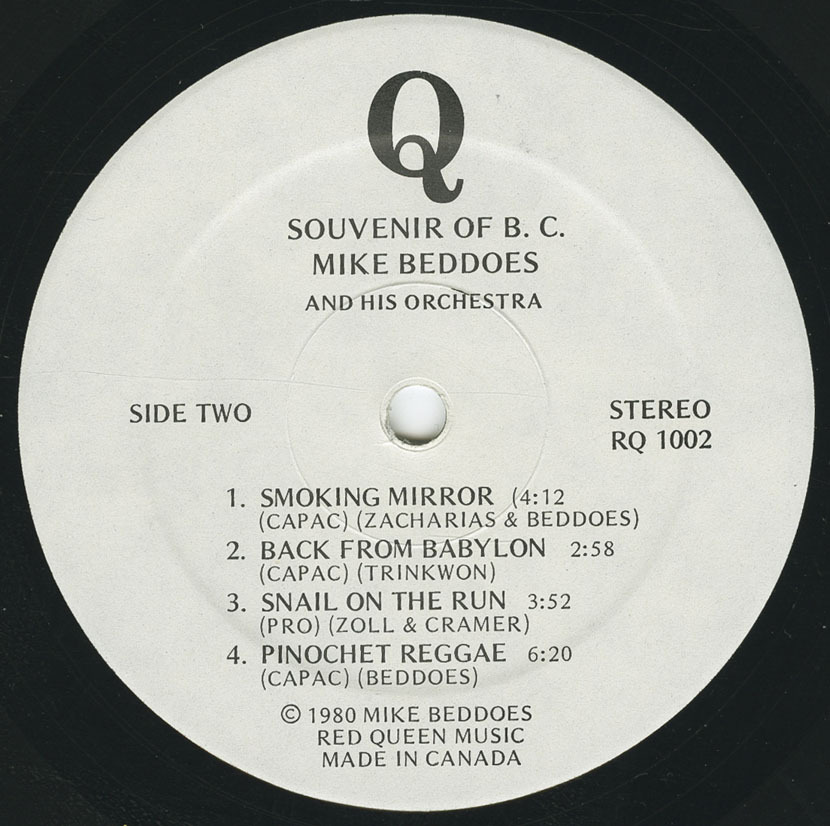 Q
SOUVENIR OF B. C.
MIKE BEDDOES
AND HIS ORCHESTRA
SIDE TWO
STEREO
RQ 1002
1. SMOKING MIRROR (4:12
(CAPAC) (ZACHARIAS & BEDDOES)
2. BACK FROM BABYLON 2:58
(CAPAC) (TRINKWON)
3. SNAIL ON THE RUN 3:52
(PRO) (ZOLL & CRAMER)
4. PINOCHET REGGAE 6:20
(CAPAC) (BEDDOES)
© 1980 MIKE BEDDOES
RED QUEEN MUSIC
MADE IN CANADA